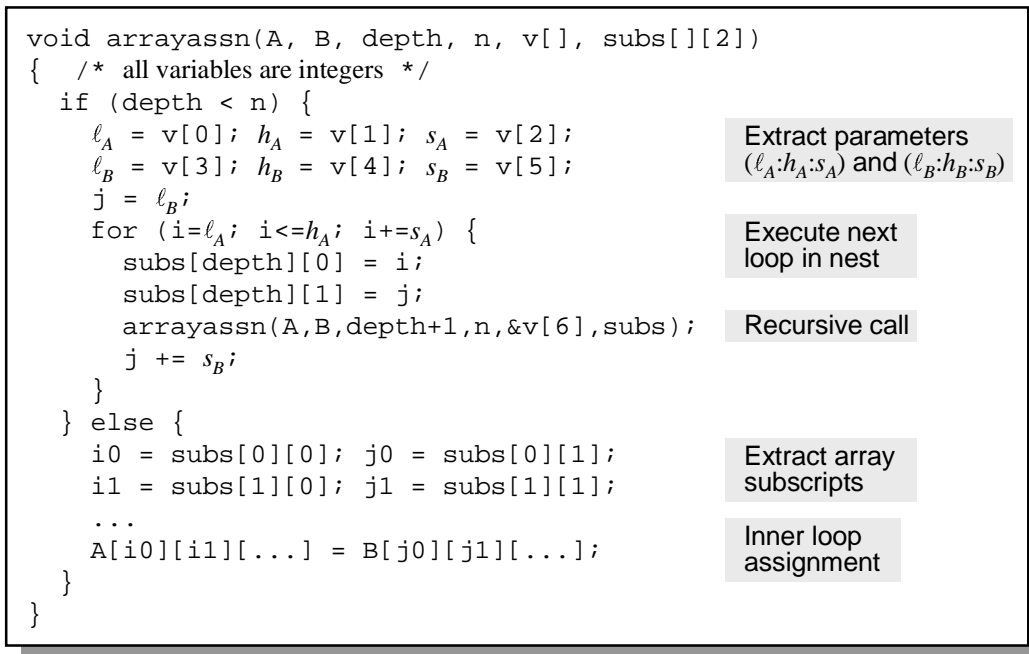 void arrayassn(A, B, depth, n, v[], subs[][2])
{ /* all variables are integers */
if (depth < n) {
ℓA = v[0]; hA = v[1]; sA = v[2];
Extract parameters
ℓB = v[3]; hB = v[4]; sB = v[5];
(ℓA:hA:sA) and (ℓB:hB:sB)
j = ℓB;
for (i=ℓA; i<=hA; i+=sA) {
Execute next
subs[depth][0] = i;
loop in nest
subs[depth][1] = j;
arrayassn(A,B,depth+1,n,&v[6],subs);
Recursive call
j += sB;
}
} else {
i0 = subs[0][0]; j0 = subs[0][1];
Extract array
i1 = subs[1][0]; j1 = subs[1][1];
subscripts
...
Inner loop
A[i0][i1][...] = B[j0][j1][...];
assignment
}
}